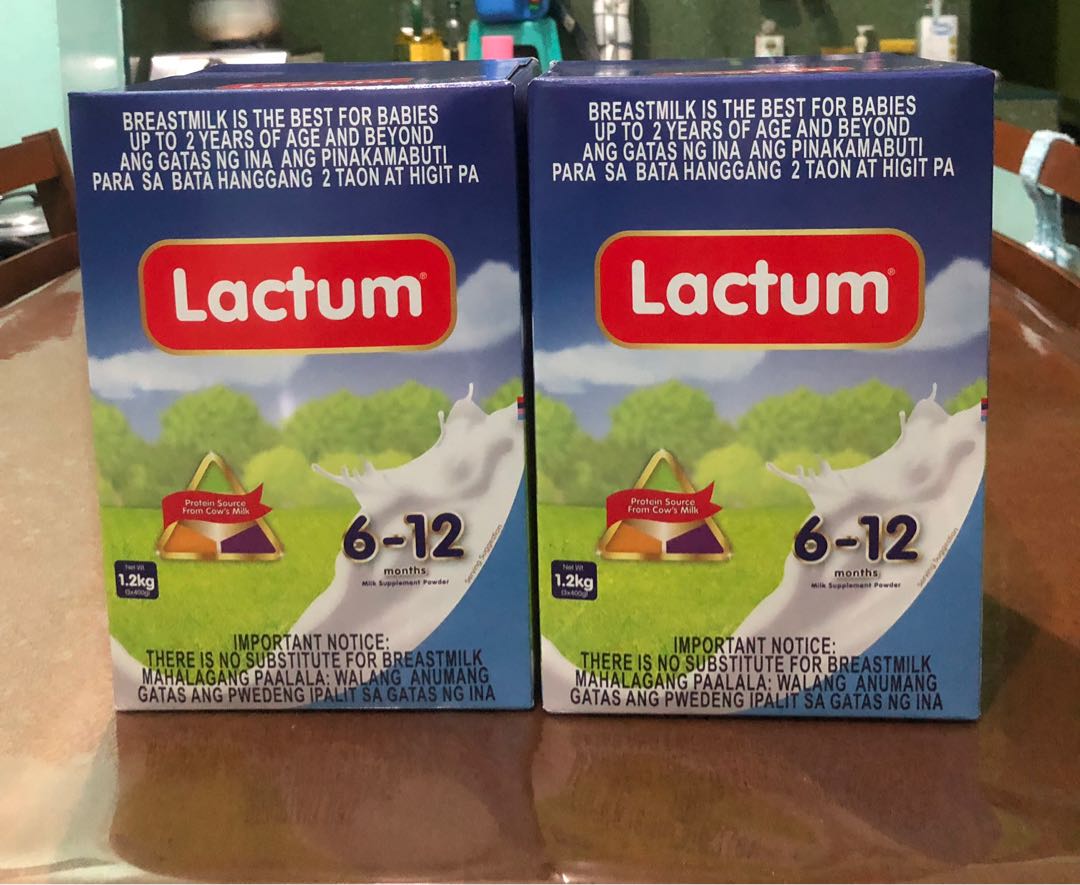 BREASTMILK IS THE BEST FOR BABIES
UP TO 2 YEARS OF AGE AND BEYOND
ANG GATAS NG INA ANG PINAKAMABUTI
PARA SA BATA HANGGANG 2 TAON AT HIGIT PA
Lactum®
Protein Source
From Cow's Milk
6-12
months
Milk Supplement Powder
Serving Suggestion
Net Wt
1.2kg
(3x400g)
IMPORTANT NOTICE:
THERE IS NO SUBSTITUTE FOR BREASTMILK
MAHALAGANG PAALALA: WALANG ANUMANG
GATAS ANG PWEDENG IPALIT SA GATAS NG INA
BREASTMILK IS THE BEST FOR BABIES
UP TO 2 YEARS OF AGE AND BEYOND
ANG GATAS NG INA ANG PINAKAMABUTI
PARA SA BATA HANGGANG 2 TAON AT HIGIT PA
Lactum®
Protein Source
From Cow's Milk
6-12
months
Milk Supplement Powder
Serving Suggestion
Net Wt
1.2kg
(3x400g)
IMPORTANT NOTICE:
THERE IS NO SUBSTITUTE FOR BREASTMILK
MAHALAGANG PAALALA: WALANG ANUMANG
GATAS ANG PWEDENG IPALIT SA GATAS NG INA